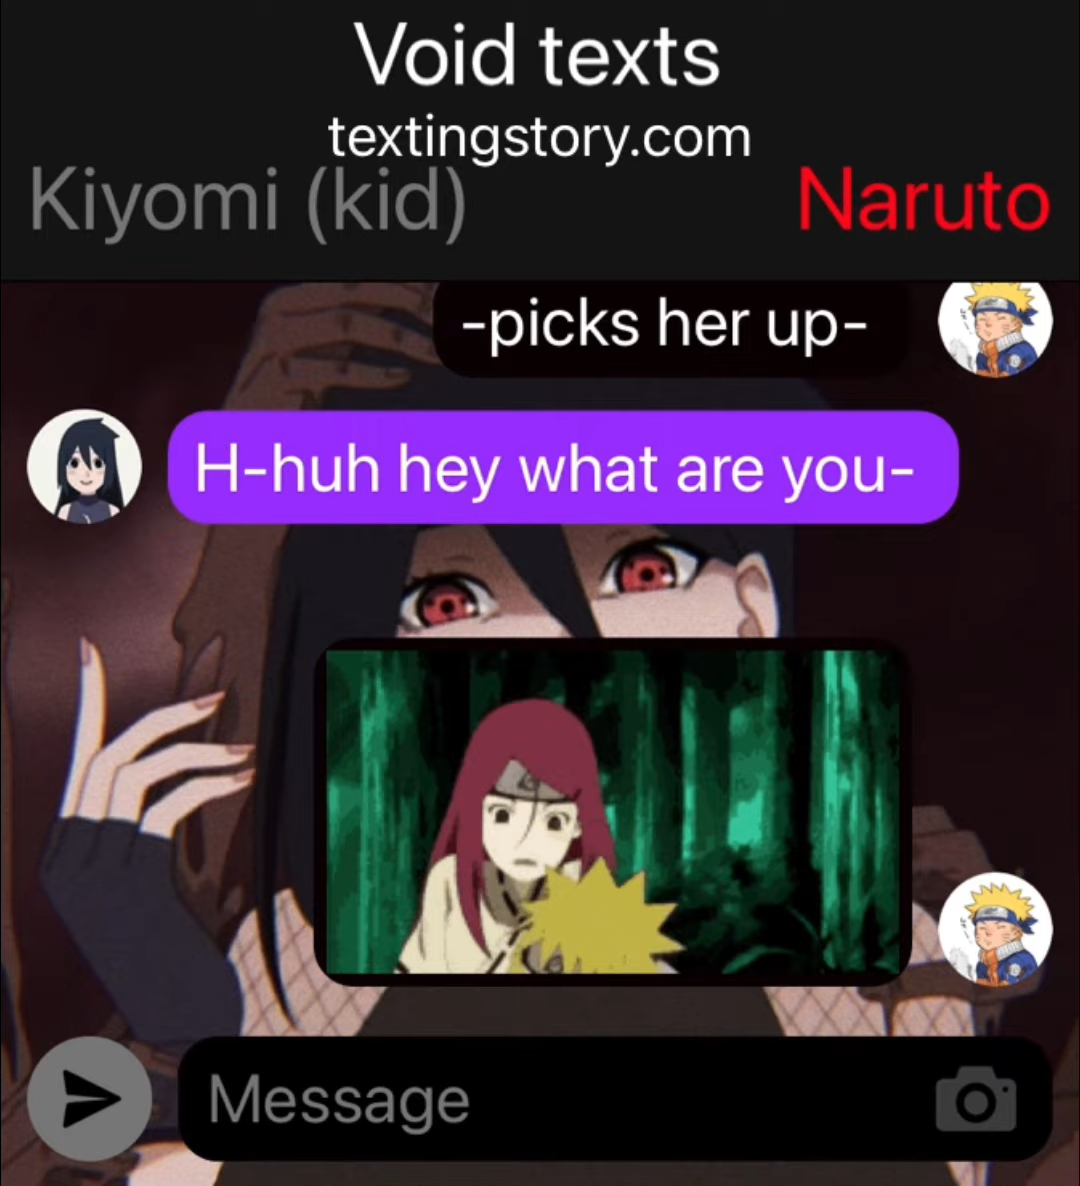 Void texts
textingstory.com
Kiyomi (kid)
Naruto
-picks her up-
H-huh hey what are you-
Message